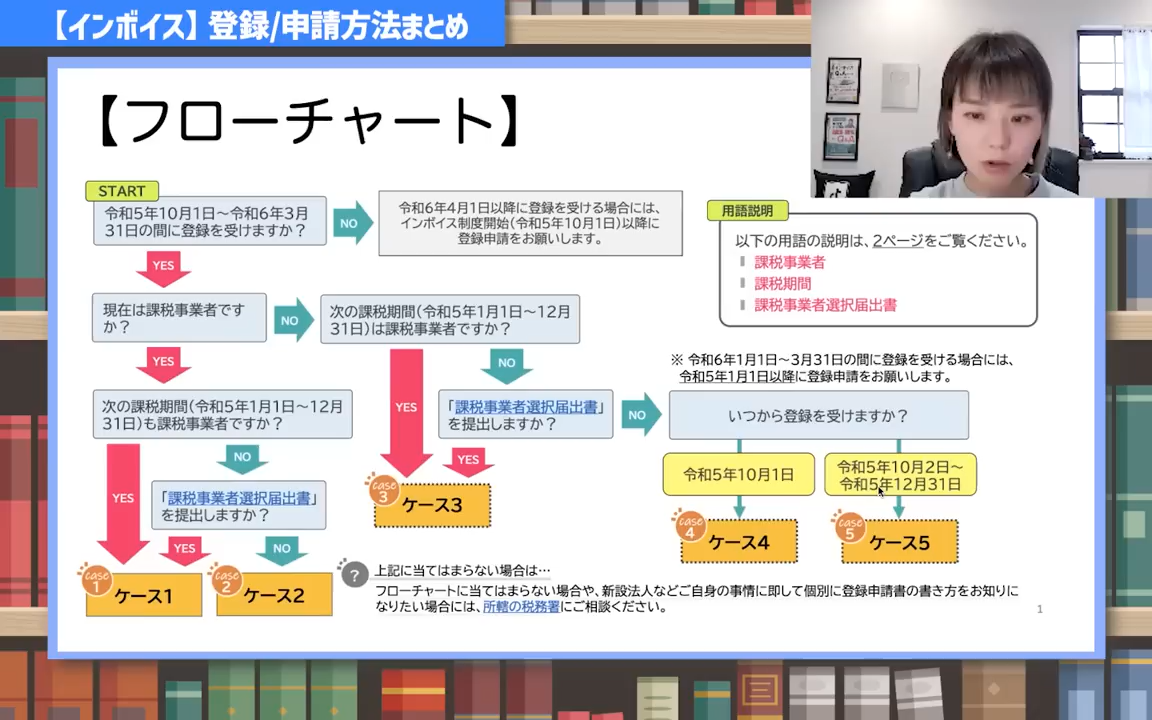 【インボイス】登録/申請方法まとめ
【フローチャート】
START
令和5年10月1日～令和6年3月
31日の間に登録を受けますか？
NO
令和6年4月1日以降に登録を受ける場合には、
インボイス制度開始(令和5年10月1日)以降に
登録申請をお願いします。
用語説明
以下の用語の説明は、2ページをご覧ください。
課税事業者
課税期間
課税事業者選択届出書
YES
現在は課税事業者です
か？
NO
次の課税期間(令和5年1月1日～12月
31日)は課税事業者ですか？
YES
NO
※ 令和6年1月1日～3月31日の間に登録を受ける場合には、
令和5年1月1日以降に登録申請をお願いします。
次の課税期間(令和5年1月1日～12月
31日)も課税事業者ですか？
YES
「課税事業者選択届出書」
を提出しますか？
NO
いつから登録を受けますか？
NO
YES
令和5年10月1日
令和5年10月2日～
令和5年12月31日
YES
「課税事業者選択届出書」
を提出しますか？
case
3
ケース3
case
4
ケース4
case
5
ケース5
YES
NO
case
1
ケース1
case
2
ケース2
?
上記に当てはまらない場合は…
フローチャートに当てはまらない場合や、新設法人などご自身の事情に即して個別に登録申請書の書き方をお知りに
なりたい場合には、所轄の税務署にご相談ください。
1